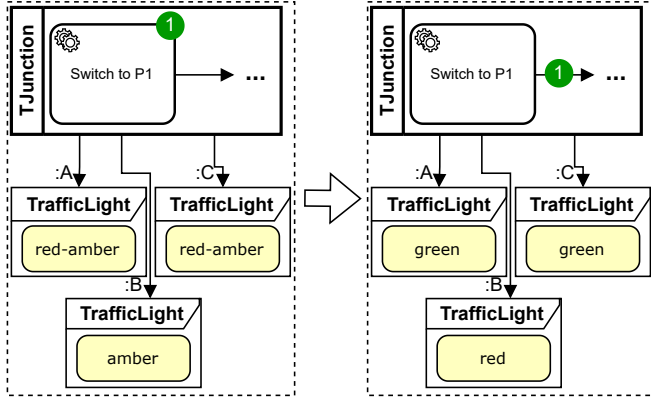 TJunction
1
Switch to P1
...
:A
:C
TrafficLight
red-amber
TrafficLight
red-amber
:B
TrafficLight
amber
TJunction
Switch to P1
1
...
:A
:C
TrafficLight
green
TrafficLight
green
:B
TrafficLight
red